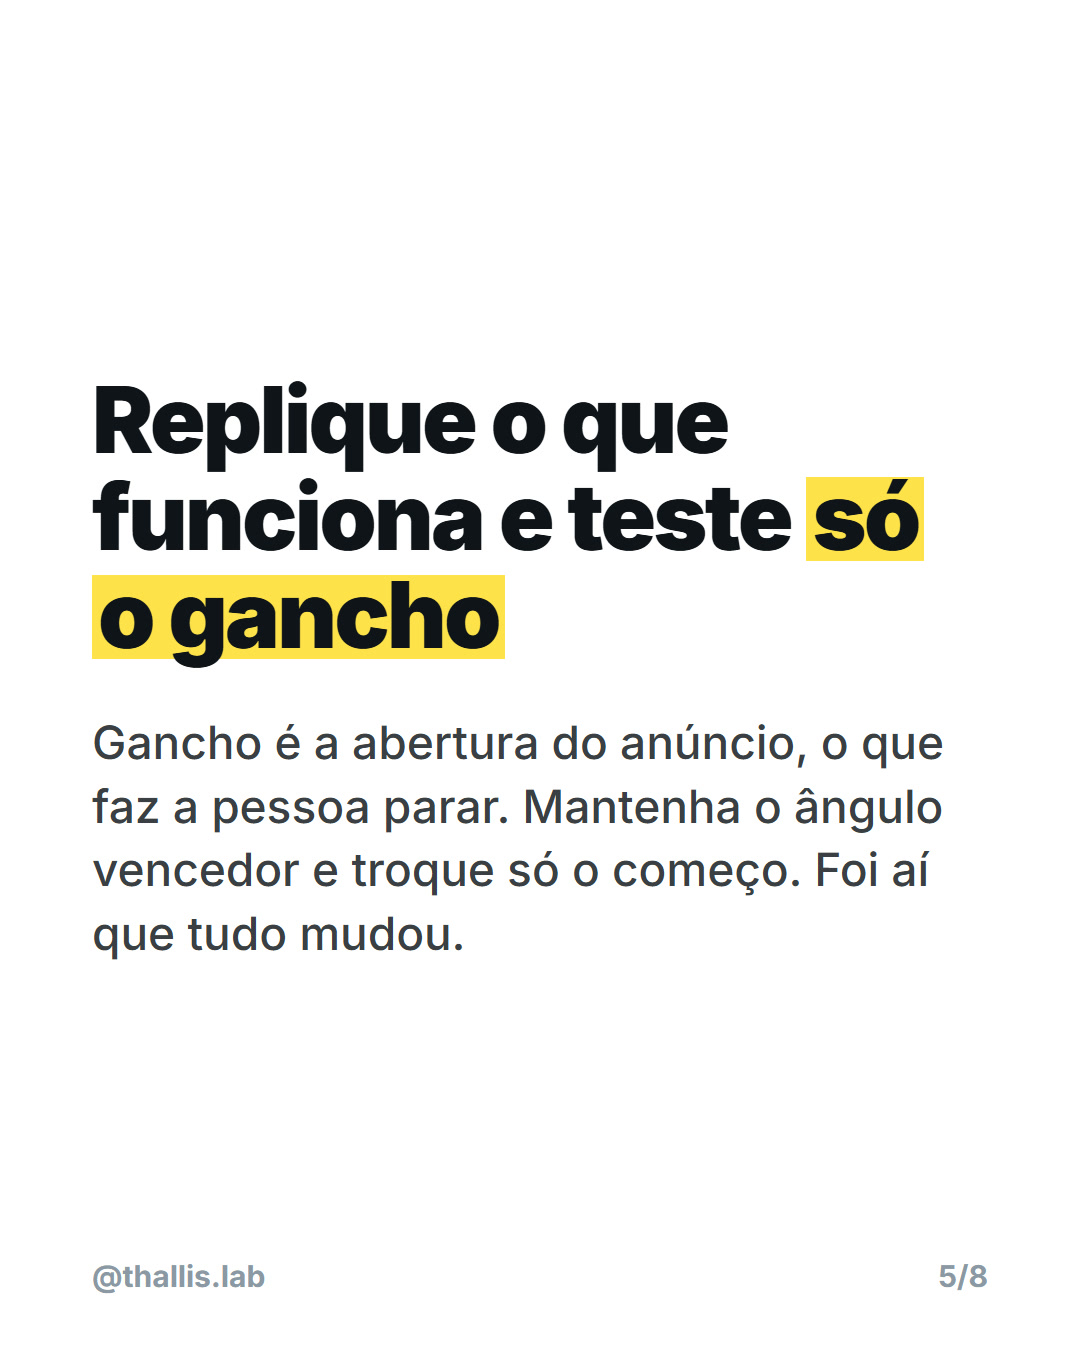 Replique o que
funciona e teste só
o gancho
Gancho é a abertura do anúncio, o que
faz a pessoa parar. Mantenha o ângulo
vencedor e troque só o começo. Foi aí
que tudo mudou.
@thallis.lab
5/8